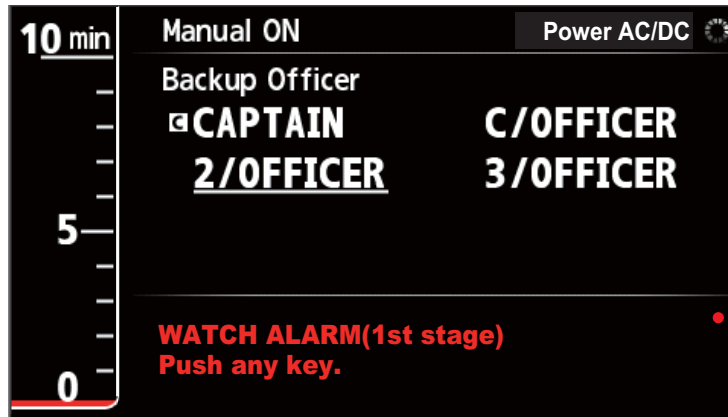 10 min
Manual ON Power AC/DC
Backup Officer
C CAPTAIN C/OFFICER
2/OFFICER 3/OFFICER
5
WATCH ALARM(1st stage)
Push any key.
0